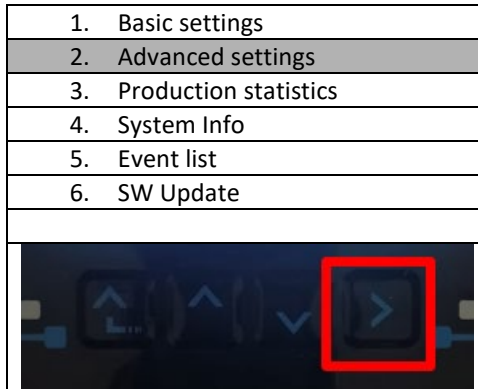 1. Basic settings
2. Advanced settings
3. Production statistics
4. System Info
5. Event list
6. SW Update